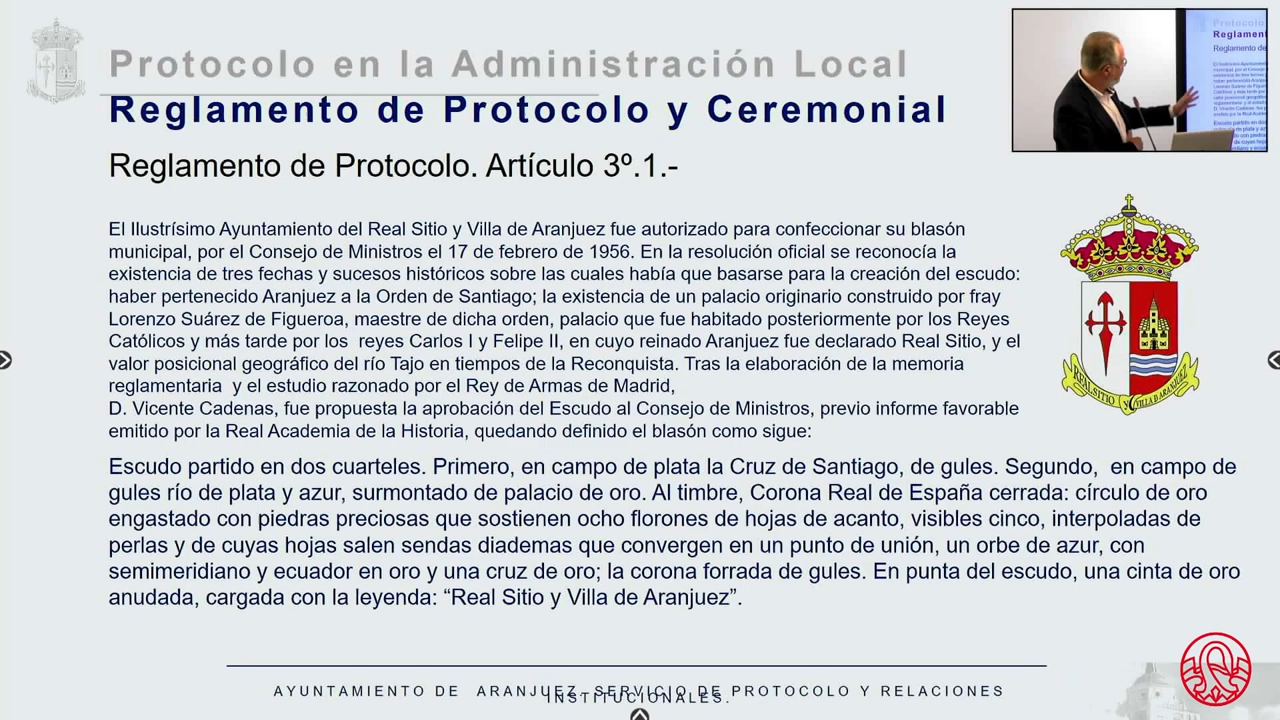 Protocolo en la Administración Local
Reglamento de Protocolo y Ceremonial
Reglamento de Protocolo. Artículo 3º.1.-
El Ilustrísimo Ayuntamiento del Real Sitio y Villa de Aranjuez fue autorizado para confeccionar su blasón
municipal, por el Consejo de Ministros el 17 de febrero de 1956. En la resolución oficial se reconocía la
existencia de tres fechas y sucesos históricos sobre las cuales había que basarse para la creación del escudo:
haber pertenecido Aranjuez a la Orden de Santiago; la existencia de un palacio originario construido por fray
Lorenzo Suárez de Figueroa, maestre de dicha orden, palacio que fue habitado posteriormente por los Reyes
Católicos y más tarde por los reyes Carlos I y Felipe II, en cuyo reinado Aranjuez fue declarado Real Sitio, y el
valor posicional geográfico del río Tajo en tiempos de la Reconquista. Tras la elaboración de la memoria
reglamentaria y el estudio razonado por el Rey de Armas de Madrid,
D. Vicente Cadenas, fue propuesta la aprobación del Escudo al Consejo de Ministros, previo informe favorable
emitido por la Real Academia de la Historia, quedando definido el blasón como sigue:
Escudo partido en dos cuarteles. Primero, en campo de plata la Cruz de Santiago, de gules. Segundo, en campo de
gules río de plata y azur, surmontado de palacio de oro. Al timbre, Corona Real de España cerrada: círculo de oro
engastado con piedras preciosas que sostienen ocho florones de hojas de acanto, visibles cinco, interpoladas de
perlas y de cuyas hojas salen sendas diademas que convergen en un punto de unión, un orbe de azur, con
semimeridiano y ecuador en oro y una cruz de oro; la corona forrada de gules. En punta del escudo, una cinta de oro
anudada, cargada con la leyenda: “Real Sitio y Villa de Aranjuez”.
REAL SITIO Y VILLA D ARANJUEZ
AYUNTAMIENTO DE ARANJUEZ. SERVICIO DE PROTOCOLO Y RELACIONES
INSTITUCIONALES.
Protocolo
Reglament
Reglamento de